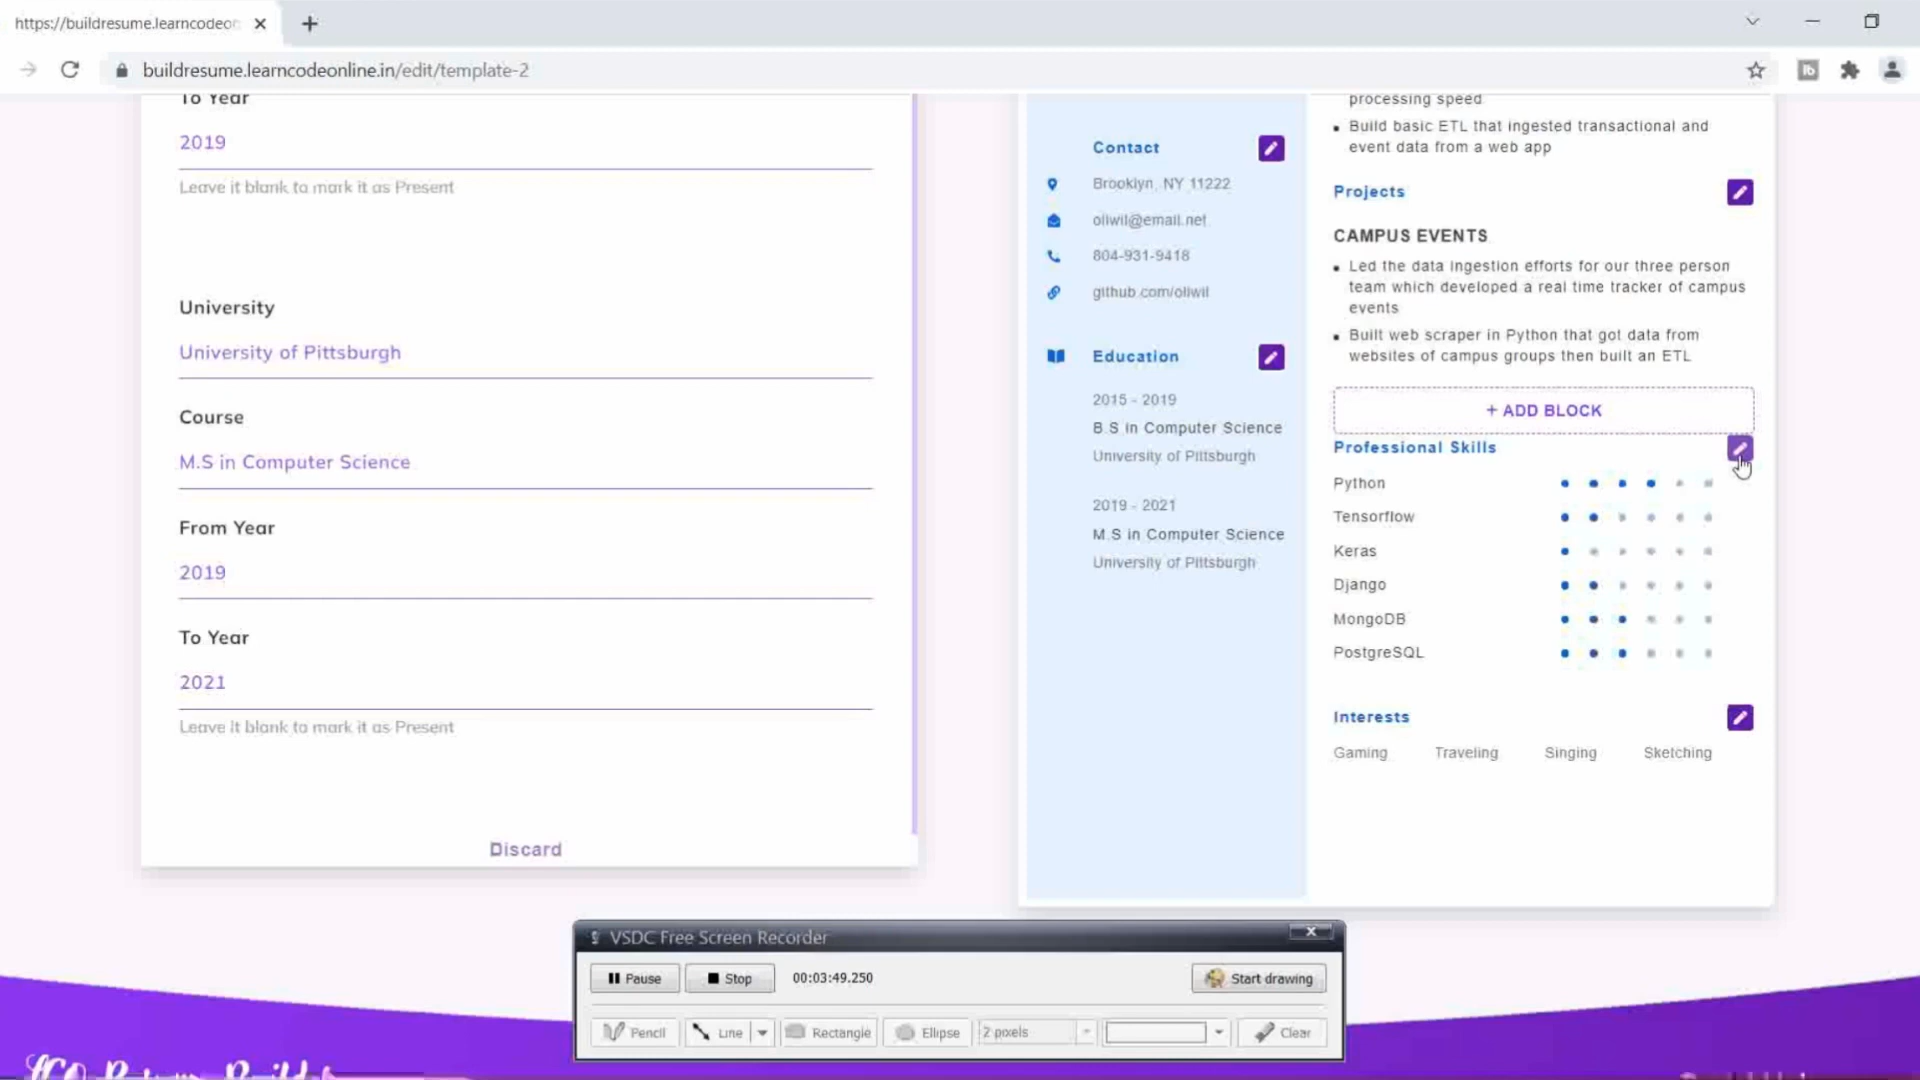 https://buildresume.learncodeon
buildresume.learncodeonline.in/edit/template-2
To Year
2019
Leave it blank to mark it as Present
University
University of Pittsburgh
Course
M.S in Computer Science
From Year
2019
To Year
2021
Leave it blank to mark it as Present
Discard
Contact
Brooklyn, NY 11222
oliwil@email.net
804-931-9418
github.com/oliwil
Education
2015 - 2019
B.S in Computer Science
University of Pittsburgh
2019 - 2021
M.S in Computer Science
University of Pittsburgh
processing speed
Build basic ETL that ingested transactional and
event data from a web app
Projects
CAMPUS EVENTS
Led the data ingestion efforts for our three person
team which developed a real time tracker of campus
events
Built web scraper in Python that got data from
websites of campus groups then built an ETL
+ ADD BLOCK
Professional Skills
Python
Tensorflow
Keras
Django
MongoDB
PostgreSQL
Interests
Gaming Traveling Singing Sketching
VSDC Free Screen Recorder
Pause Stop 00:03:49.250 Start drawing
Pencil Line Rectangle Ellipse 2 pixels Clear